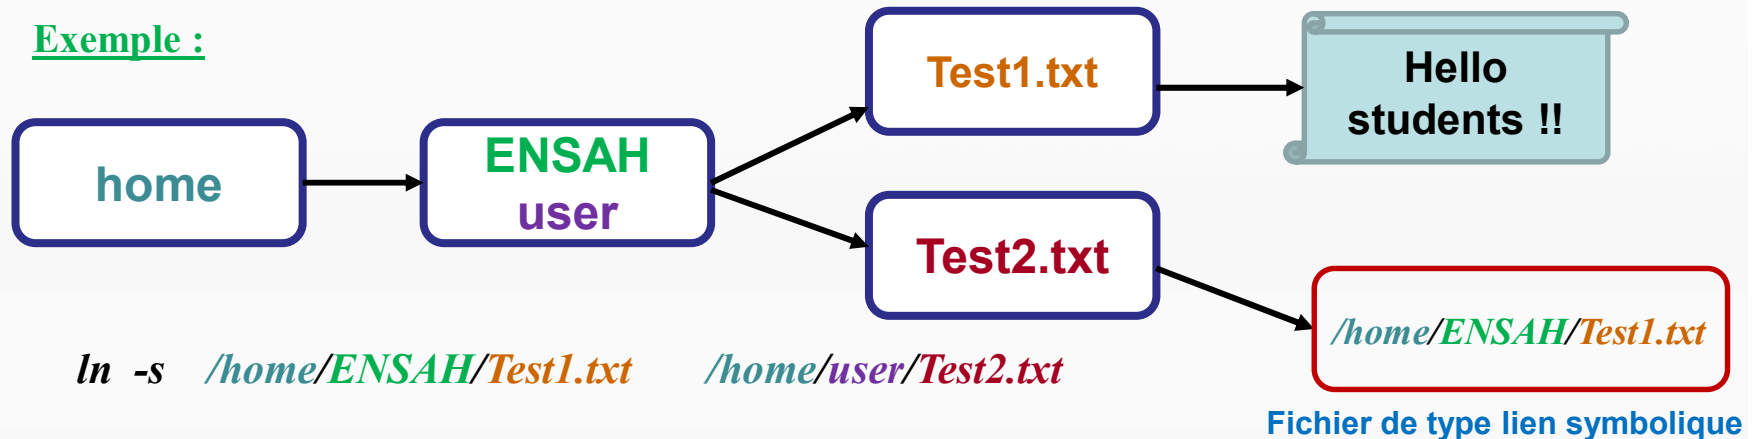 Exemple :
home
ENSAH
user
Test1.txt
Hello
students !!
Test2.txt
/home/ENSAH/Test1.txt
ln -s /home/ENSAH/Test1.txt /home/user/Test2.txt
Fichier de type lien symbolique